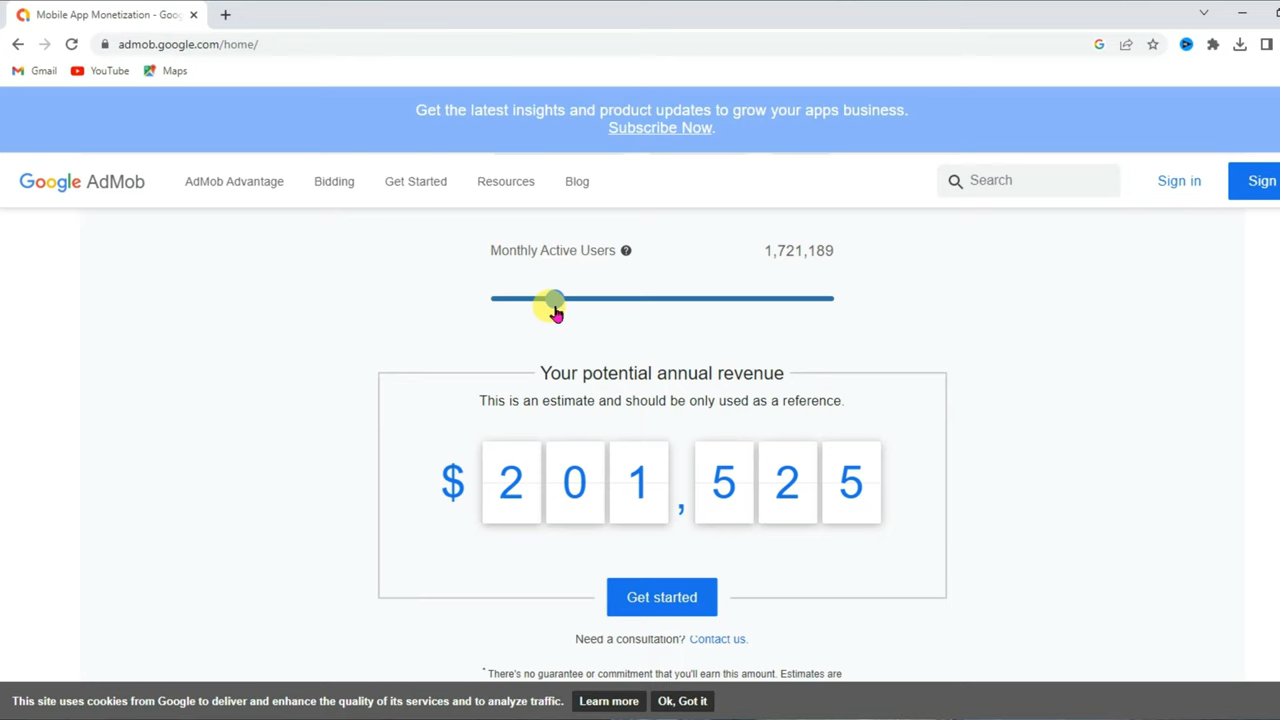 Mobile App Monetization - Goo
admob.google.com/home/
Gmail YouTube Maps
Get the latest insights and product updates to grow your apps business.
Subscribe Now.
Google AdMob AdMob Advantage Bidding Get Started Resources Blog Search Sign in Sign
Monthly Active Users 1,721,189
Your potential annual revenue
This is an estimate and should be only used as a reference.
$ 201,525
Get started
Need a consultation? Contact us.
* There's no guarantee or commitment that you'll earn this amount. Estimates are
This site uses cookies from Google to deliver and enhance the quality of its services and to analyze traffic. Learn more Ok, Got it